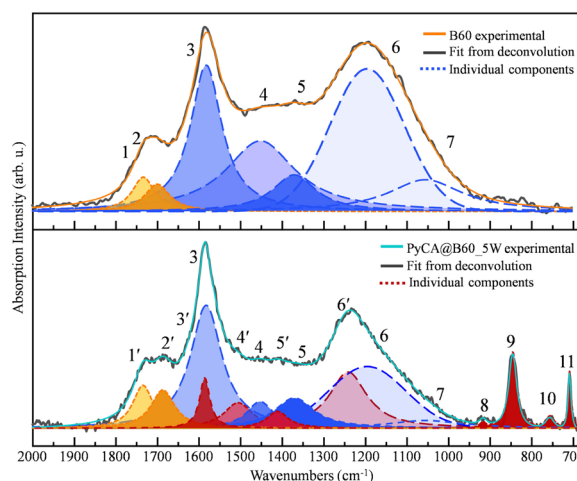 B60 experimental
Fit from deconvolution
Individual components
1
2
3
4
5
6
7
Absorption Intensity (arb. u.)
PyCA@B60_5W experimental
Fit from deconvolution
Individual components
1′
2′
3′
3
4′
4
5′
5
6′
6
7
8
9
10
11
2000 1900 1800 1700 1600 1500 1400 1300 1200 1100 1000 900 800 700
Wavenumbers (cm⁻¹)